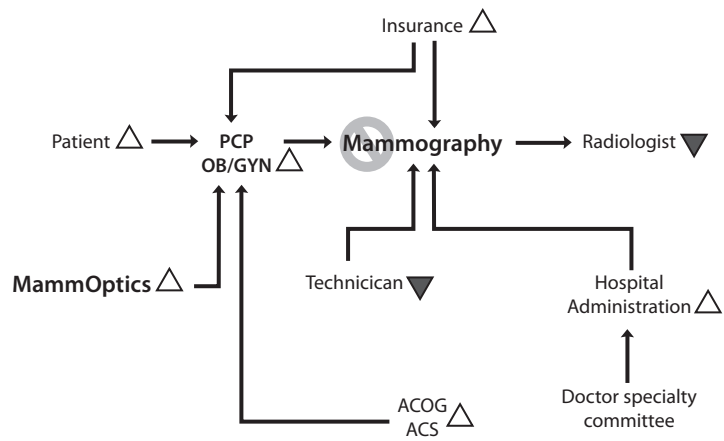 Insurance
Patient
PCP
OB/GYN
Mammography
Radiologist
MammOptics
Technicican
Hospital
Administration
Doctor specialty
committee
ACOG
ACS